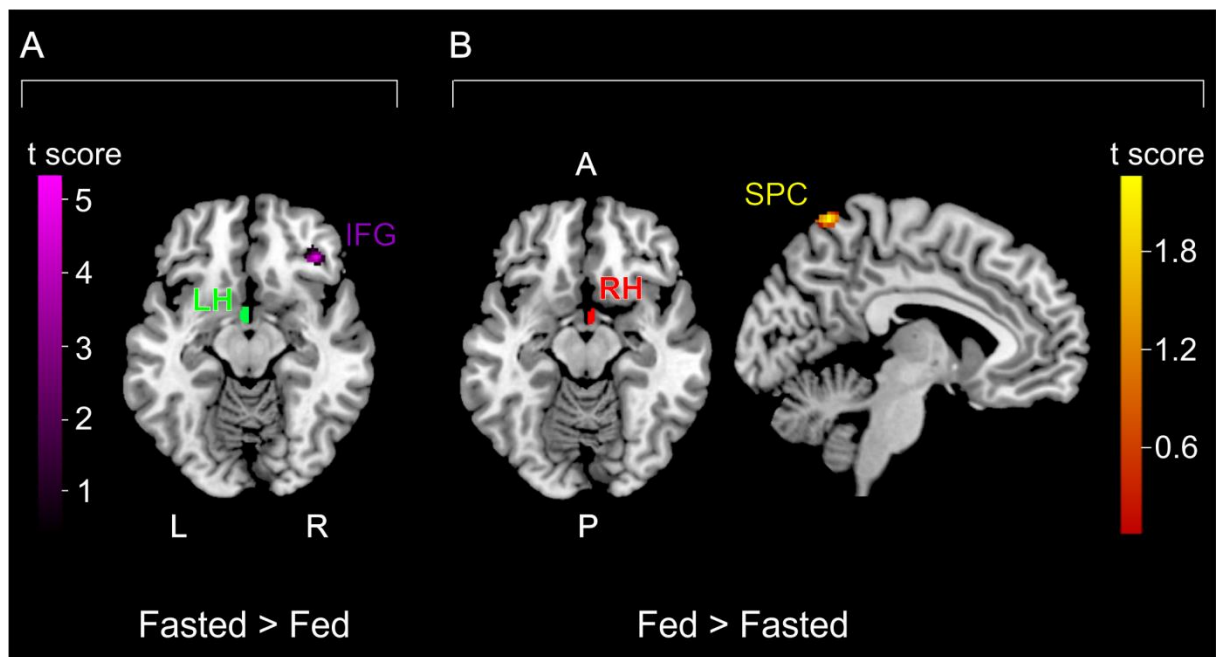 A
B
t score
5
4
3
2
1
IFG
LH
L
R
Fasted > Fed
A
RH
P
SPC
t score
1.8
1.2
0.6
Fed > Fasted